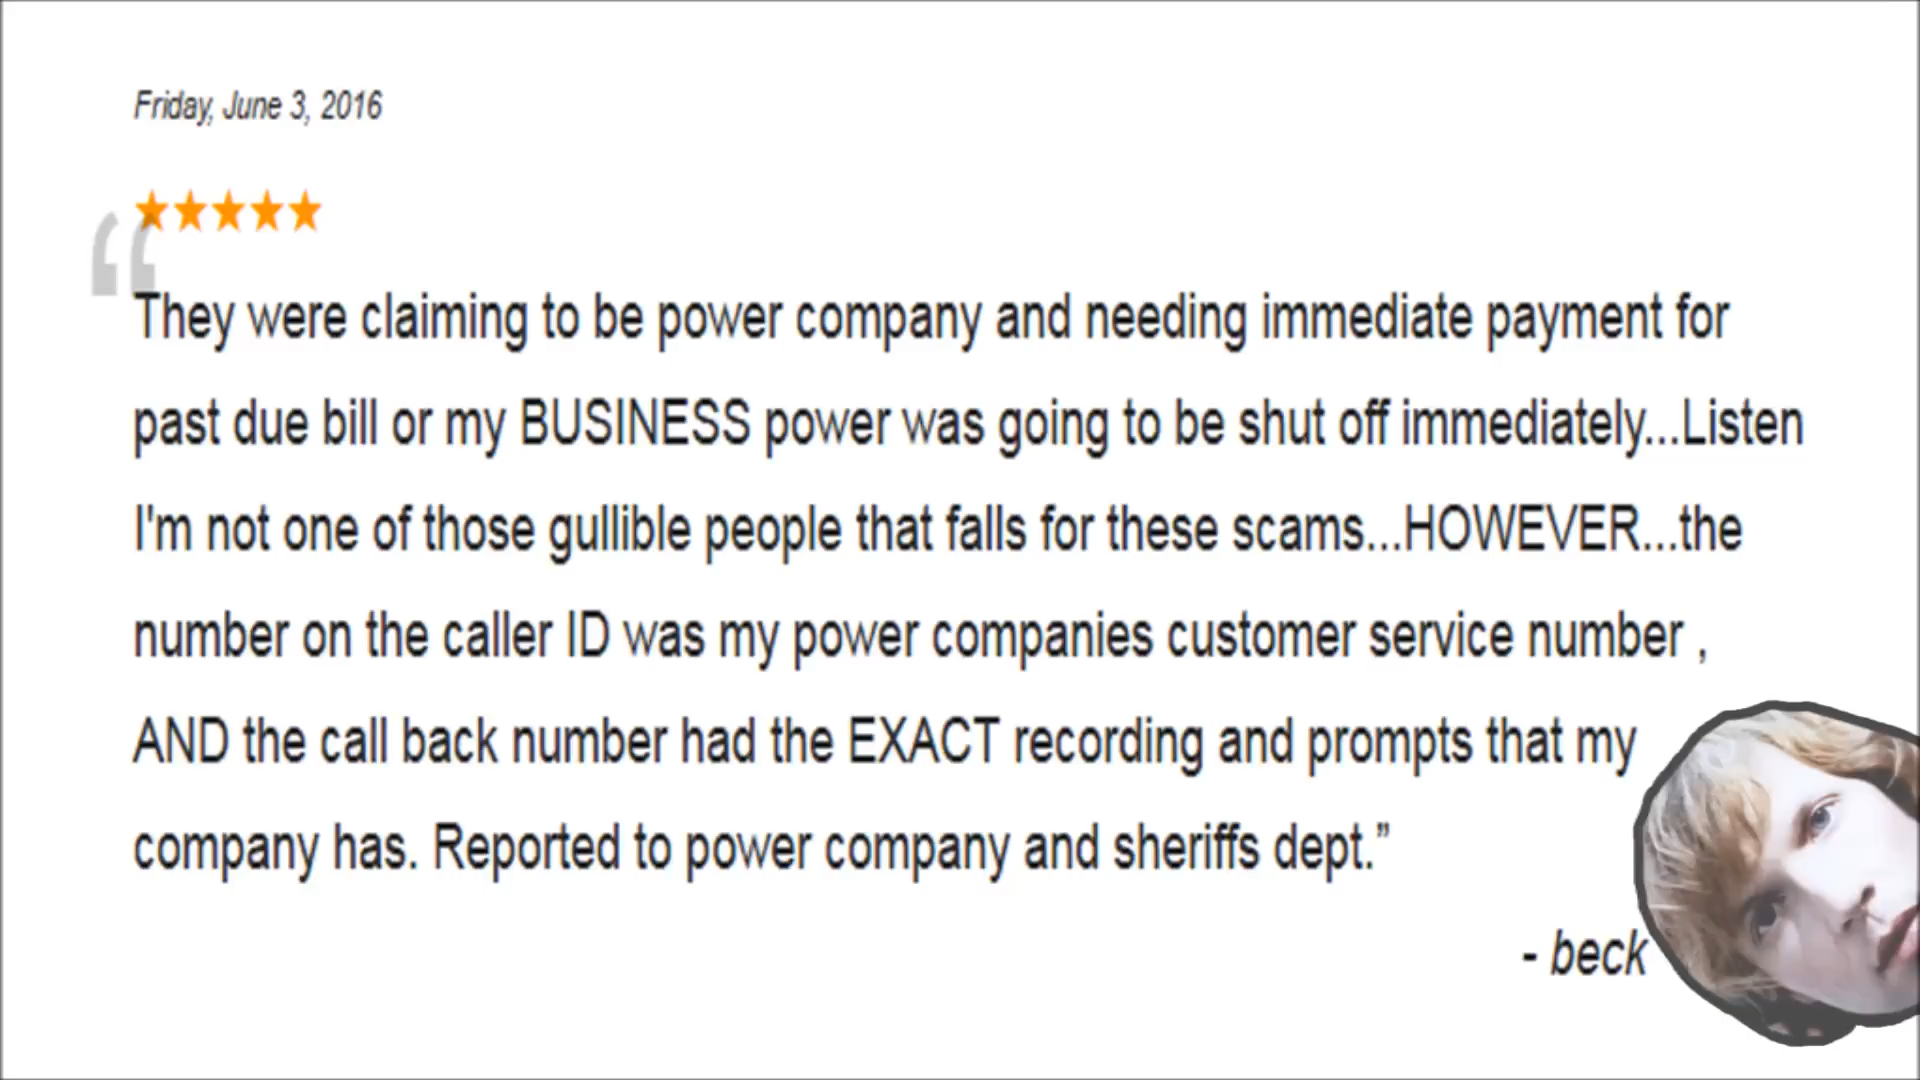 Friday, June 3, 2016
“
They were claiming to be power company and needing immediate payment for
past due bill or my BUSINESS power was going to be shut off immediately...Listen
I'm not one of those gullible people that falls for these scams...HOWEVER...the
number on the caller ID was my power companies customer service number ,
AND the call back number had the EXACT recording and prompts that my
company has. Reported to power company and sheriffs dept.”
- beck